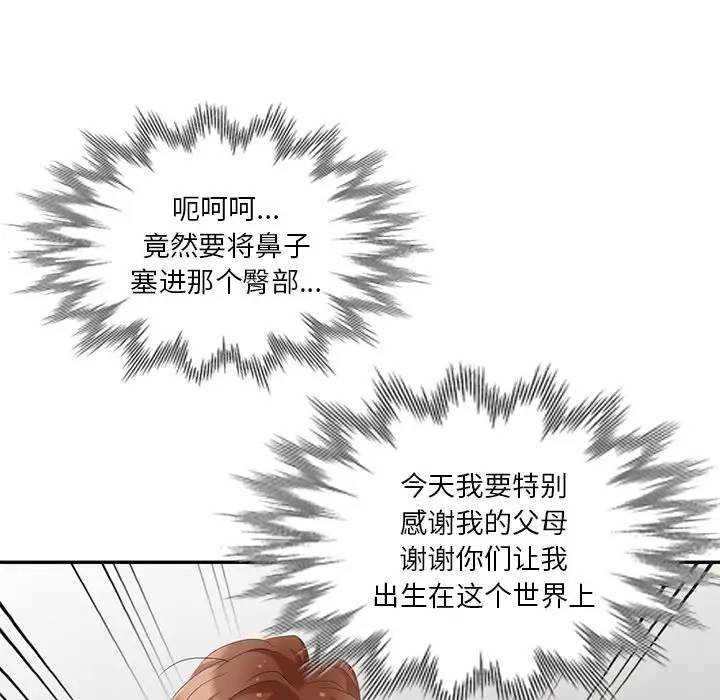 呃呵呵...
竟然要将鼻子
塞进那个臀部...
今天我要特别
感谢我的父母
谢谢你们让我
出生在这个世界上